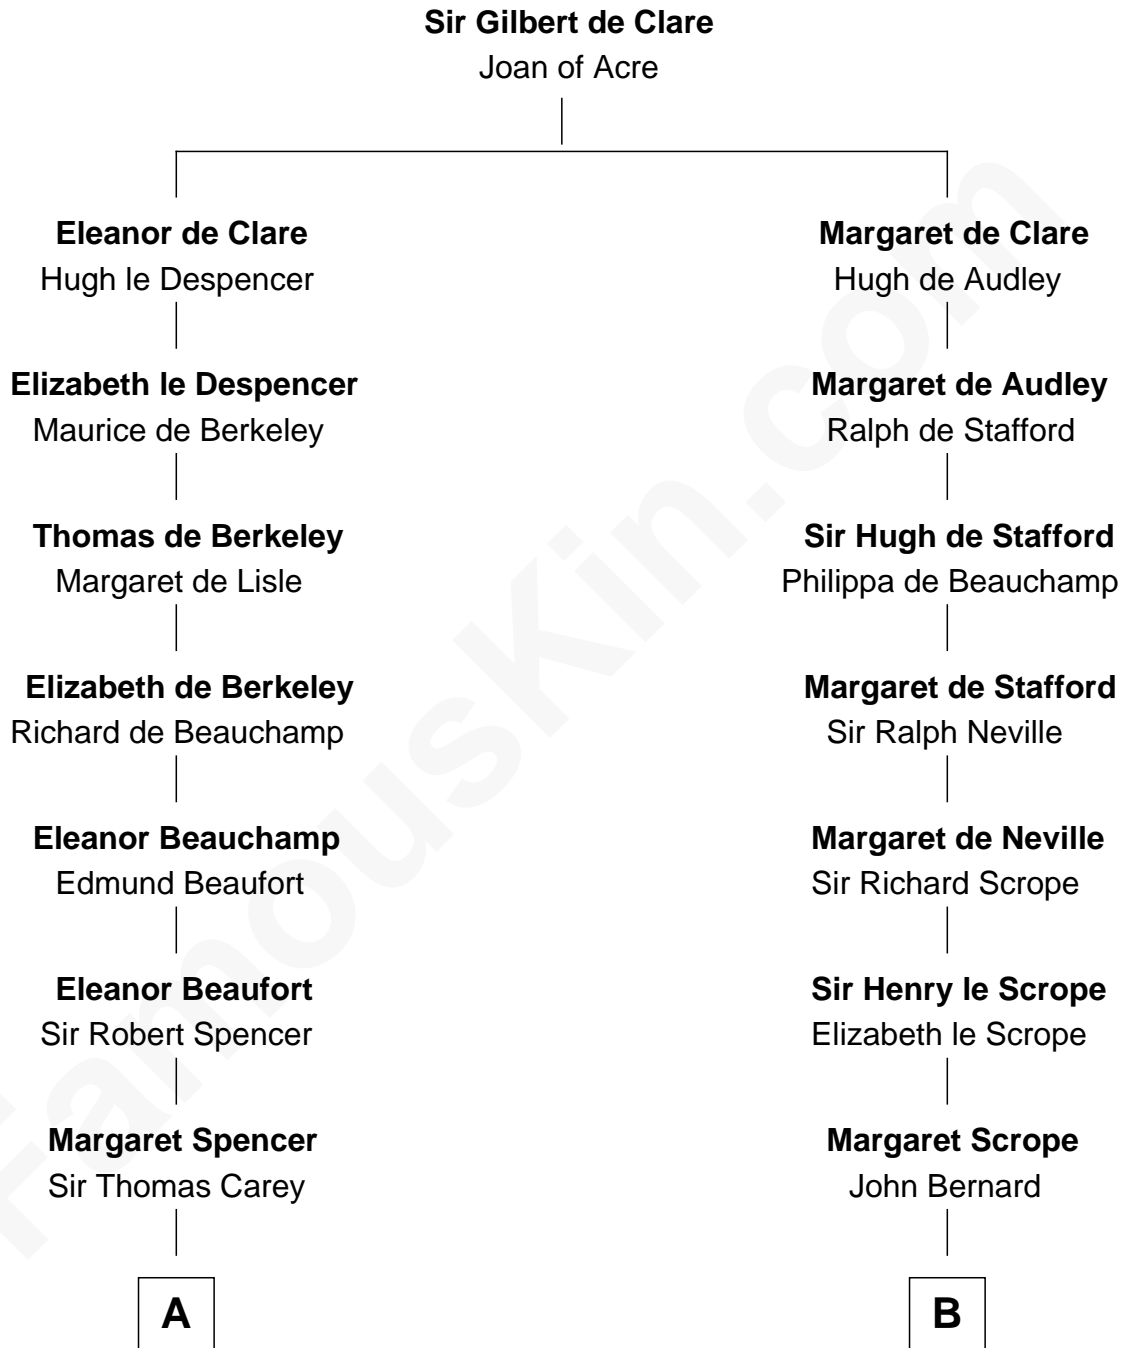 Sir Gilbert de Clare
Joan of Acre
Eleanor de Clare
Hugh le Despencer
Margaret de Clare
Hugh de Audley
Elizabeth le Despencer
Maurice de Berkeley
Margaret de Audley
Ralph de Stafford
Thomas de Berkeley
Margaret de Lisle
Sir Hugh de Stafford
Philippa de Beauchamp
Elizabeth de Berkeley
Richard de Beauchamp
Margaret de Stafford
Sir Ralph Neville
Eleanor Beauchamp
Edmund Beaufort
Margaret de Neville
Sir Richard Scrope
Eleanor Beaufort
Sir Robert Spencer
Sir Henry le Scrope
Elizabeth le Scrope
Margaret Spencer
Sir Thomas Carey
Margaret Scrope
John Bernard
A
B
FamousKin.com